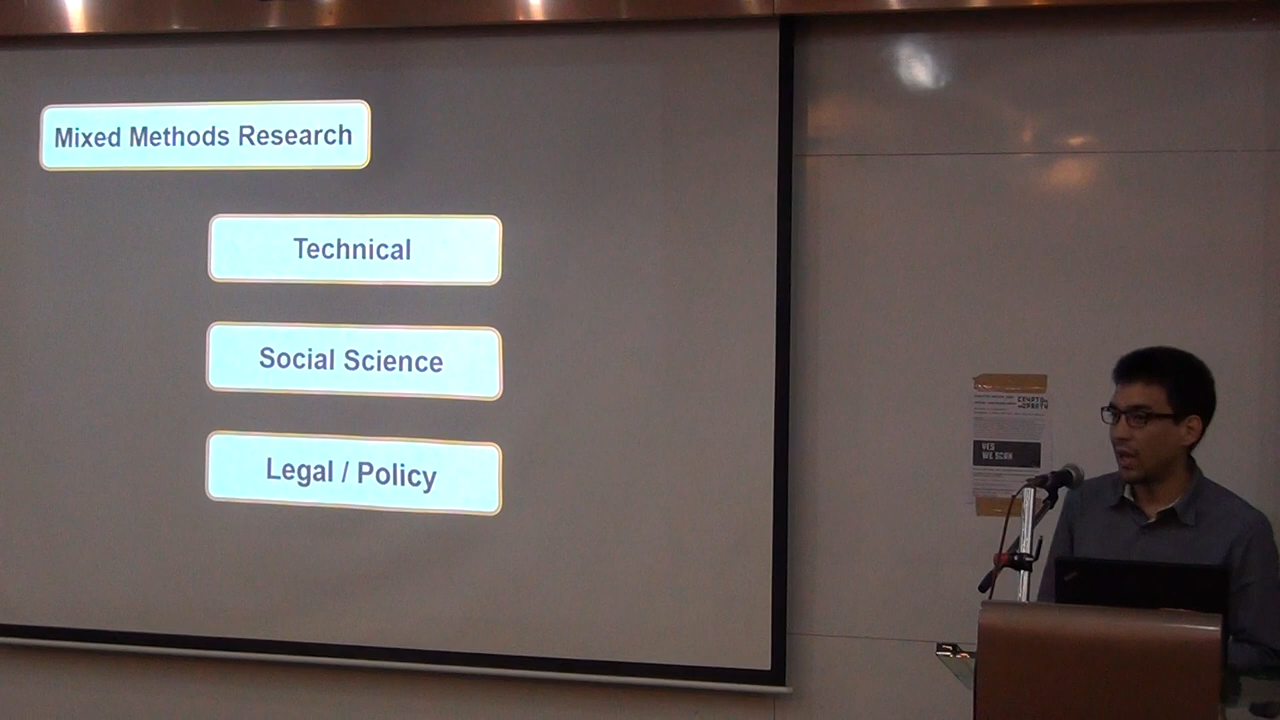 Mixed Methods Research
Technical
Social Science
Legal / Policy
YES
WE SCAN